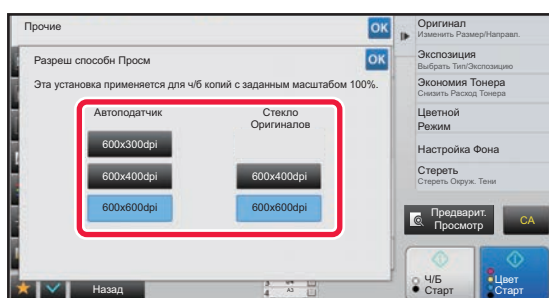 Прочие
OK
Разреш способн Просм
OK
Эта установка применяется для ч/б копий с заданным масштабом 100%.
Автоподатчик
Стекло
Оригиналов
600x300dpi
600x400dpi
600x400dpi
600x600dpi
600x600dpi
Назад
A3
Оригинал
Изменить Размер/Направл.
Экспозиция
Выбрать Тип/Экспозицию
Экономия Тонера
Снизить Расход Тонера
Цветной
Режим
Настройка Фона
Стереть
Стереть Окруж. Тени
Предварит.
Просмотр
CA
Ч/Б
Старт
Цвет
Старт